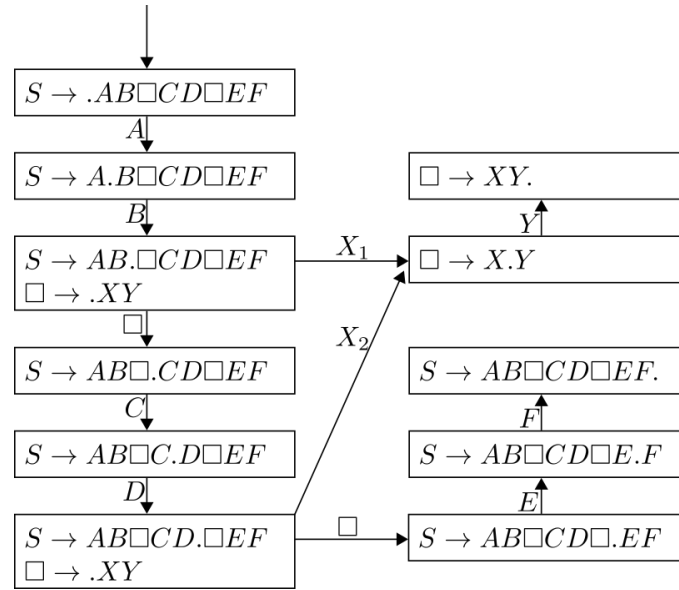 S → .AB□CD□EF
A
S → A.B□CD□EF
B
S → AB.□CD□EF
□ → .XY
□
S → AB□.CD□EF
C
S → AB□C.D□EF
D
S → AB□CD.□EF
□ → .XY
X₁
X₂
□
□ → XY.
Y
□ → X.Y
S → AB□CD□EF.
F
S → AB□CD□E.F
E
S → AB□CD□.EF